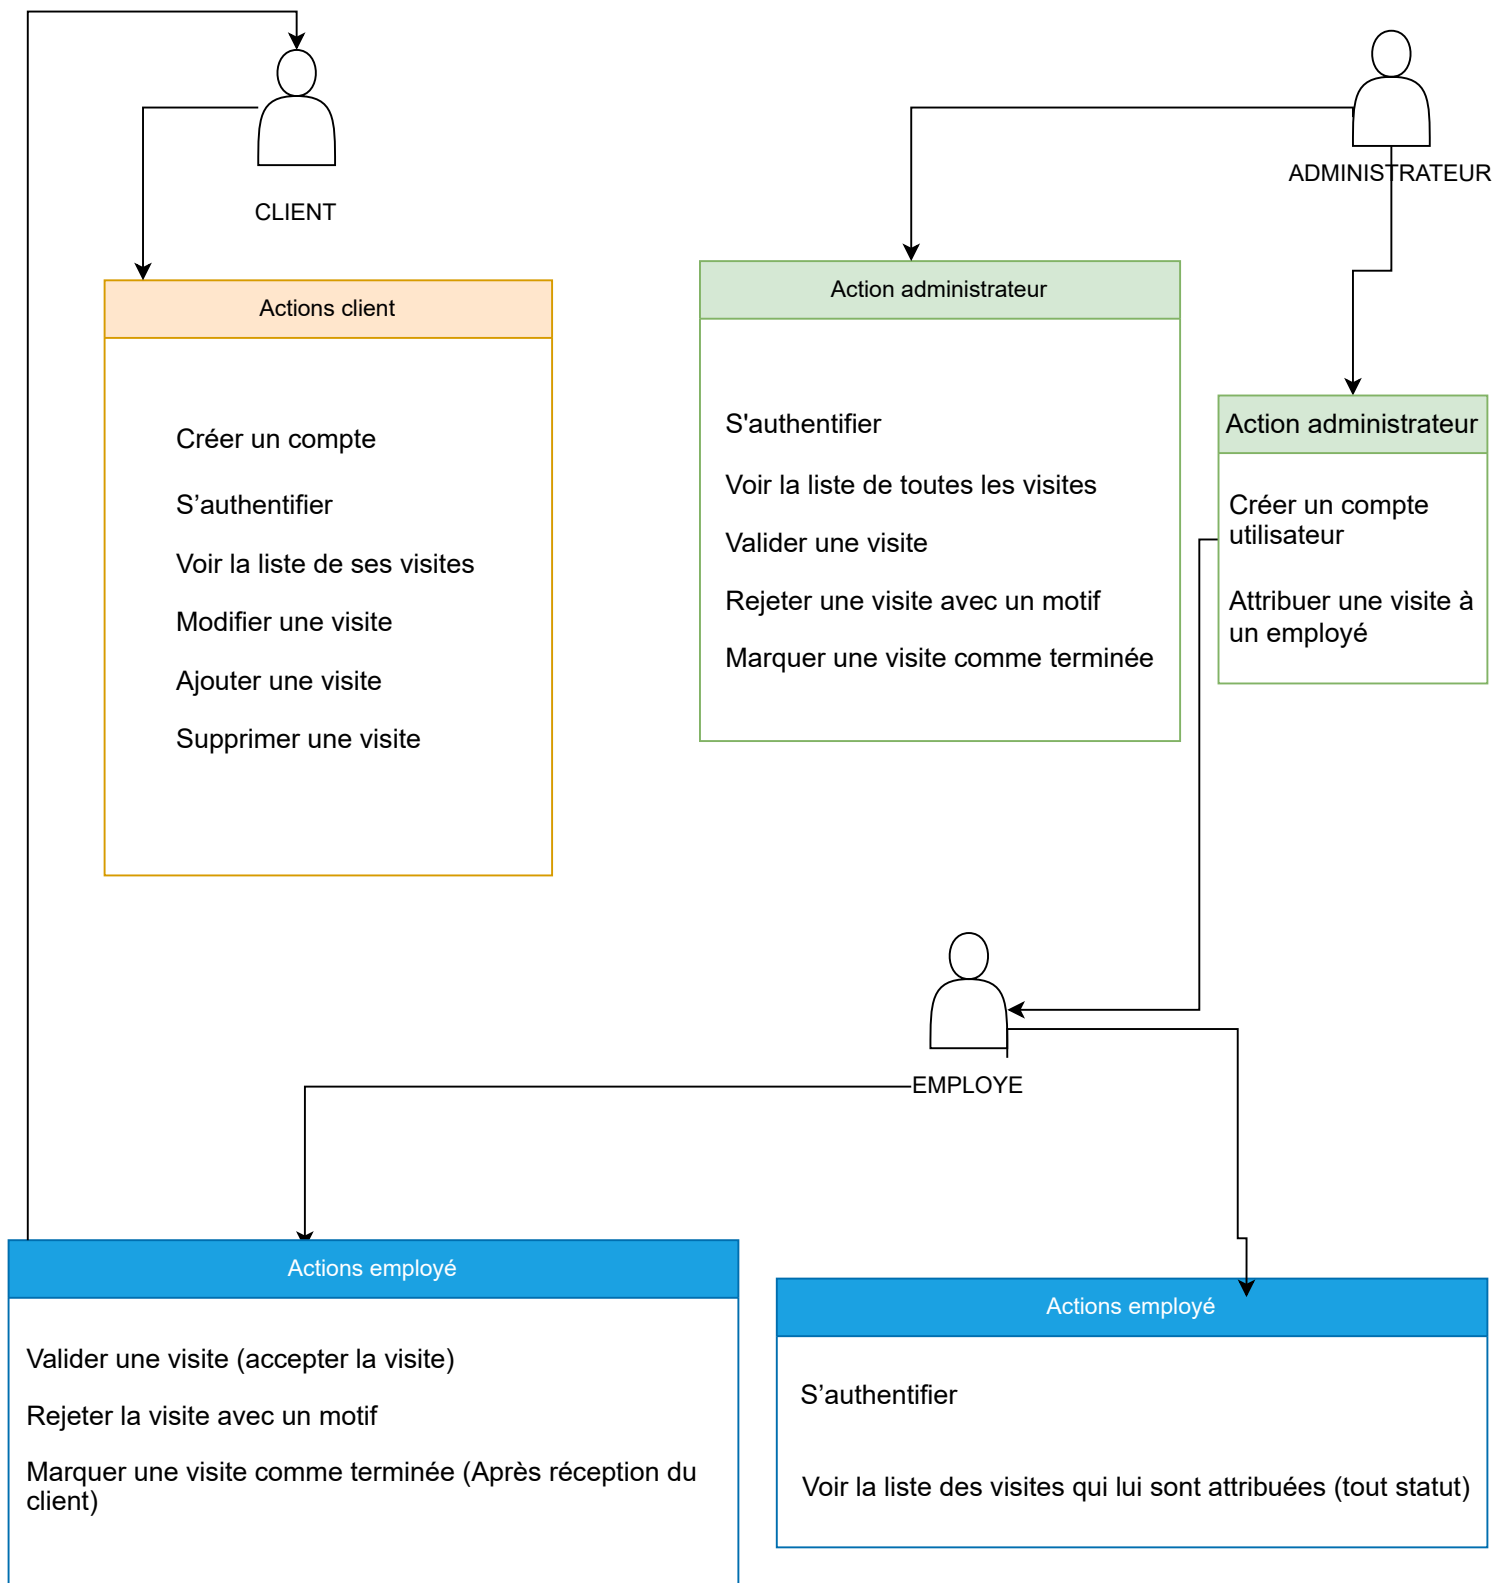 CLIENT
ADMINISTRATEUR
Actions client
Créer un compte
S’authentifier
Voir la liste de ses visites
Modifier une visite
Ajouter une visite
Supprimer une visite
Action administrateur
S'authentifier
Voir la liste de toutes les visites
Valider une visite
Rejeter une visite avec un motif
Marquer une visite comme terminée
Action administrateur
Créer un compte
utilisateur
Attribuer une visite à
un employé
EMPLOYE
Actions employé
Valider une visite (accepter la visite)
Rejeter la visite avec un motif
Marquer une visite comme terminée (Après réception du
client)
Actions employé
S’authentifier
Voir la liste des visites qui lui sont attribuées (tout statut)